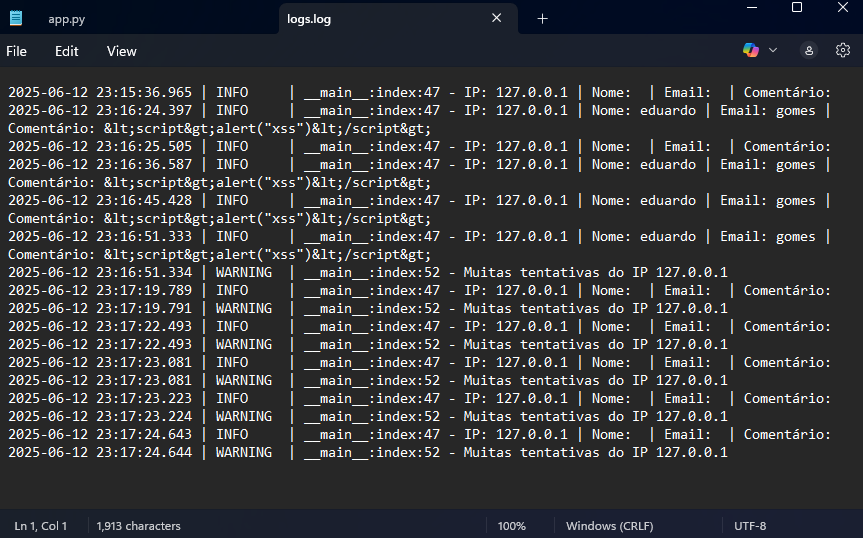 app.py
logs.log
File Edit View
2025-06-12 23:15:36.965 | INFO     | __main__:index:47 - IP: 127.0.0.1 | Nome:  | Email:  | Comentário:
2025-06-12 23:16:24.397 | INFO     | __main__:index:47 - IP: 127.0.0.1 | Nome: eduardo | Email: gomes |
Comentário: &lt;script&gt;alert("xss")&lt;/script&gt;
2025-06-12 23:16:25.505 | INFO     | __main__:index:47 - IP: 127.0.0.1 | Nome:  | Email:  | Comentário:
2025-06-12 23:16:36.587 | INFO     | __main__:index:47 - IP: 127.0.0.1 | Nome: eduardo | Email: gomes |
Comentário: &lt;script&gt;alert("xss")&lt;/script&gt;
2025-06-12 23:16:45.428 | INFO     | __main__:index:47 - IP: 127.0.0.1 | Nome: eduardo | Email: gomes |
Comentário: &lt;script&gt;alert("xss")&lt;/script&gt;
2025-06-12 23:16:51.333 | INFO     | __main__:index:47 - IP: 127.0.0.1 | Nome: eduardo | Email: gomes |
Comentário: &lt;script&gt;alert("xss")&lt;/script&gt;
2025-06-12 23:16:51.334 | WARNING  | __main__:index:52 - Muitas tentativas do IP 127.0.0.1
2025-06-12 23:17:19.789 | INFO     | __main__:index:47 - IP: 127.0.0.1 | Nome:  | Email:  | Comentário:
2025-06-12 23:17:19.791 | WARNING  | __main__:index:52 - Muitas tentativas do IP 127.0.0.1
2025-06-12 23:17:22.493 | INFO     | __main__:index:47 - IP: 127.0.0.1 | Nome:  | Email:  | Comentário:
2025-06-12 23:17:22.493 | WARNING  | __main__:index:52 - Muitas tentativas do IP 127.0.0.1
2025-06-12 23:17:23.081 | INFO     | __main__:index:47 - IP: 127.0.0.1 | Nome:  | Email:  | Comentário:
2025-06-12 23:17:23.081 | WARNING  | __main__:index:52 - Muitas tentativas do IP 127.0.0.1
2025-06-12 23:17:23.223 | INFO     | __main__:index:47 - IP: 127.0.0.1 | Nome:  | Email:  | Comentário:
2025-06-12 23:17:23.224 | WARNING  | __main__:index:52 - Muitas tentativas do IP 127.0.0.1
2025-06-12 23:17:24.643 | INFO     | __main__:index:47 - IP: 127.0.0.1 | Nome:  | Email:  | Comentário:
2025-06-12 23:17:24.644 | WARNING  | __main__:index:52 - Muitas tentativas do IP 127.0.0.1
Ln 1, Col 1 1,913 characters 100% Windows (CRLF) UTF-8